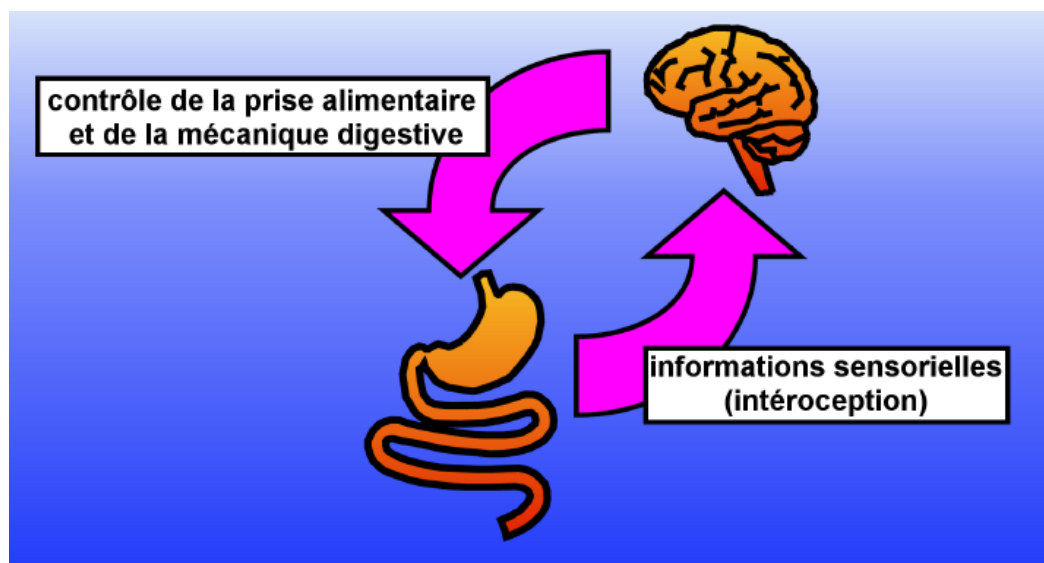 contrôle de la prise alimentaire
et de la mécanique digestive
informations sensorielles
(intéroception)